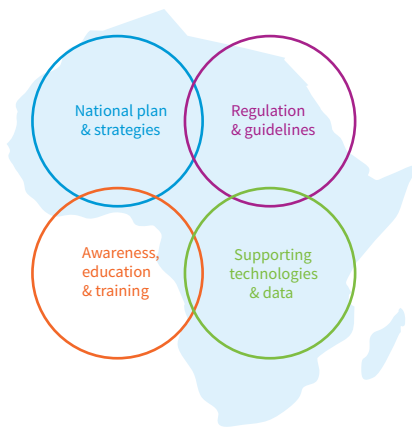 National plan
& strategies
Regulation
& guidelines
Awareness,
education
& training
Supporting
technologies
& data